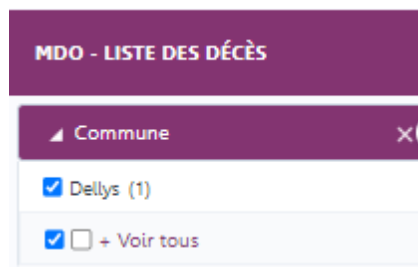 MDO - LISTE DES DÉCÈS
Commune
Dellys (1)
+ Voir tous